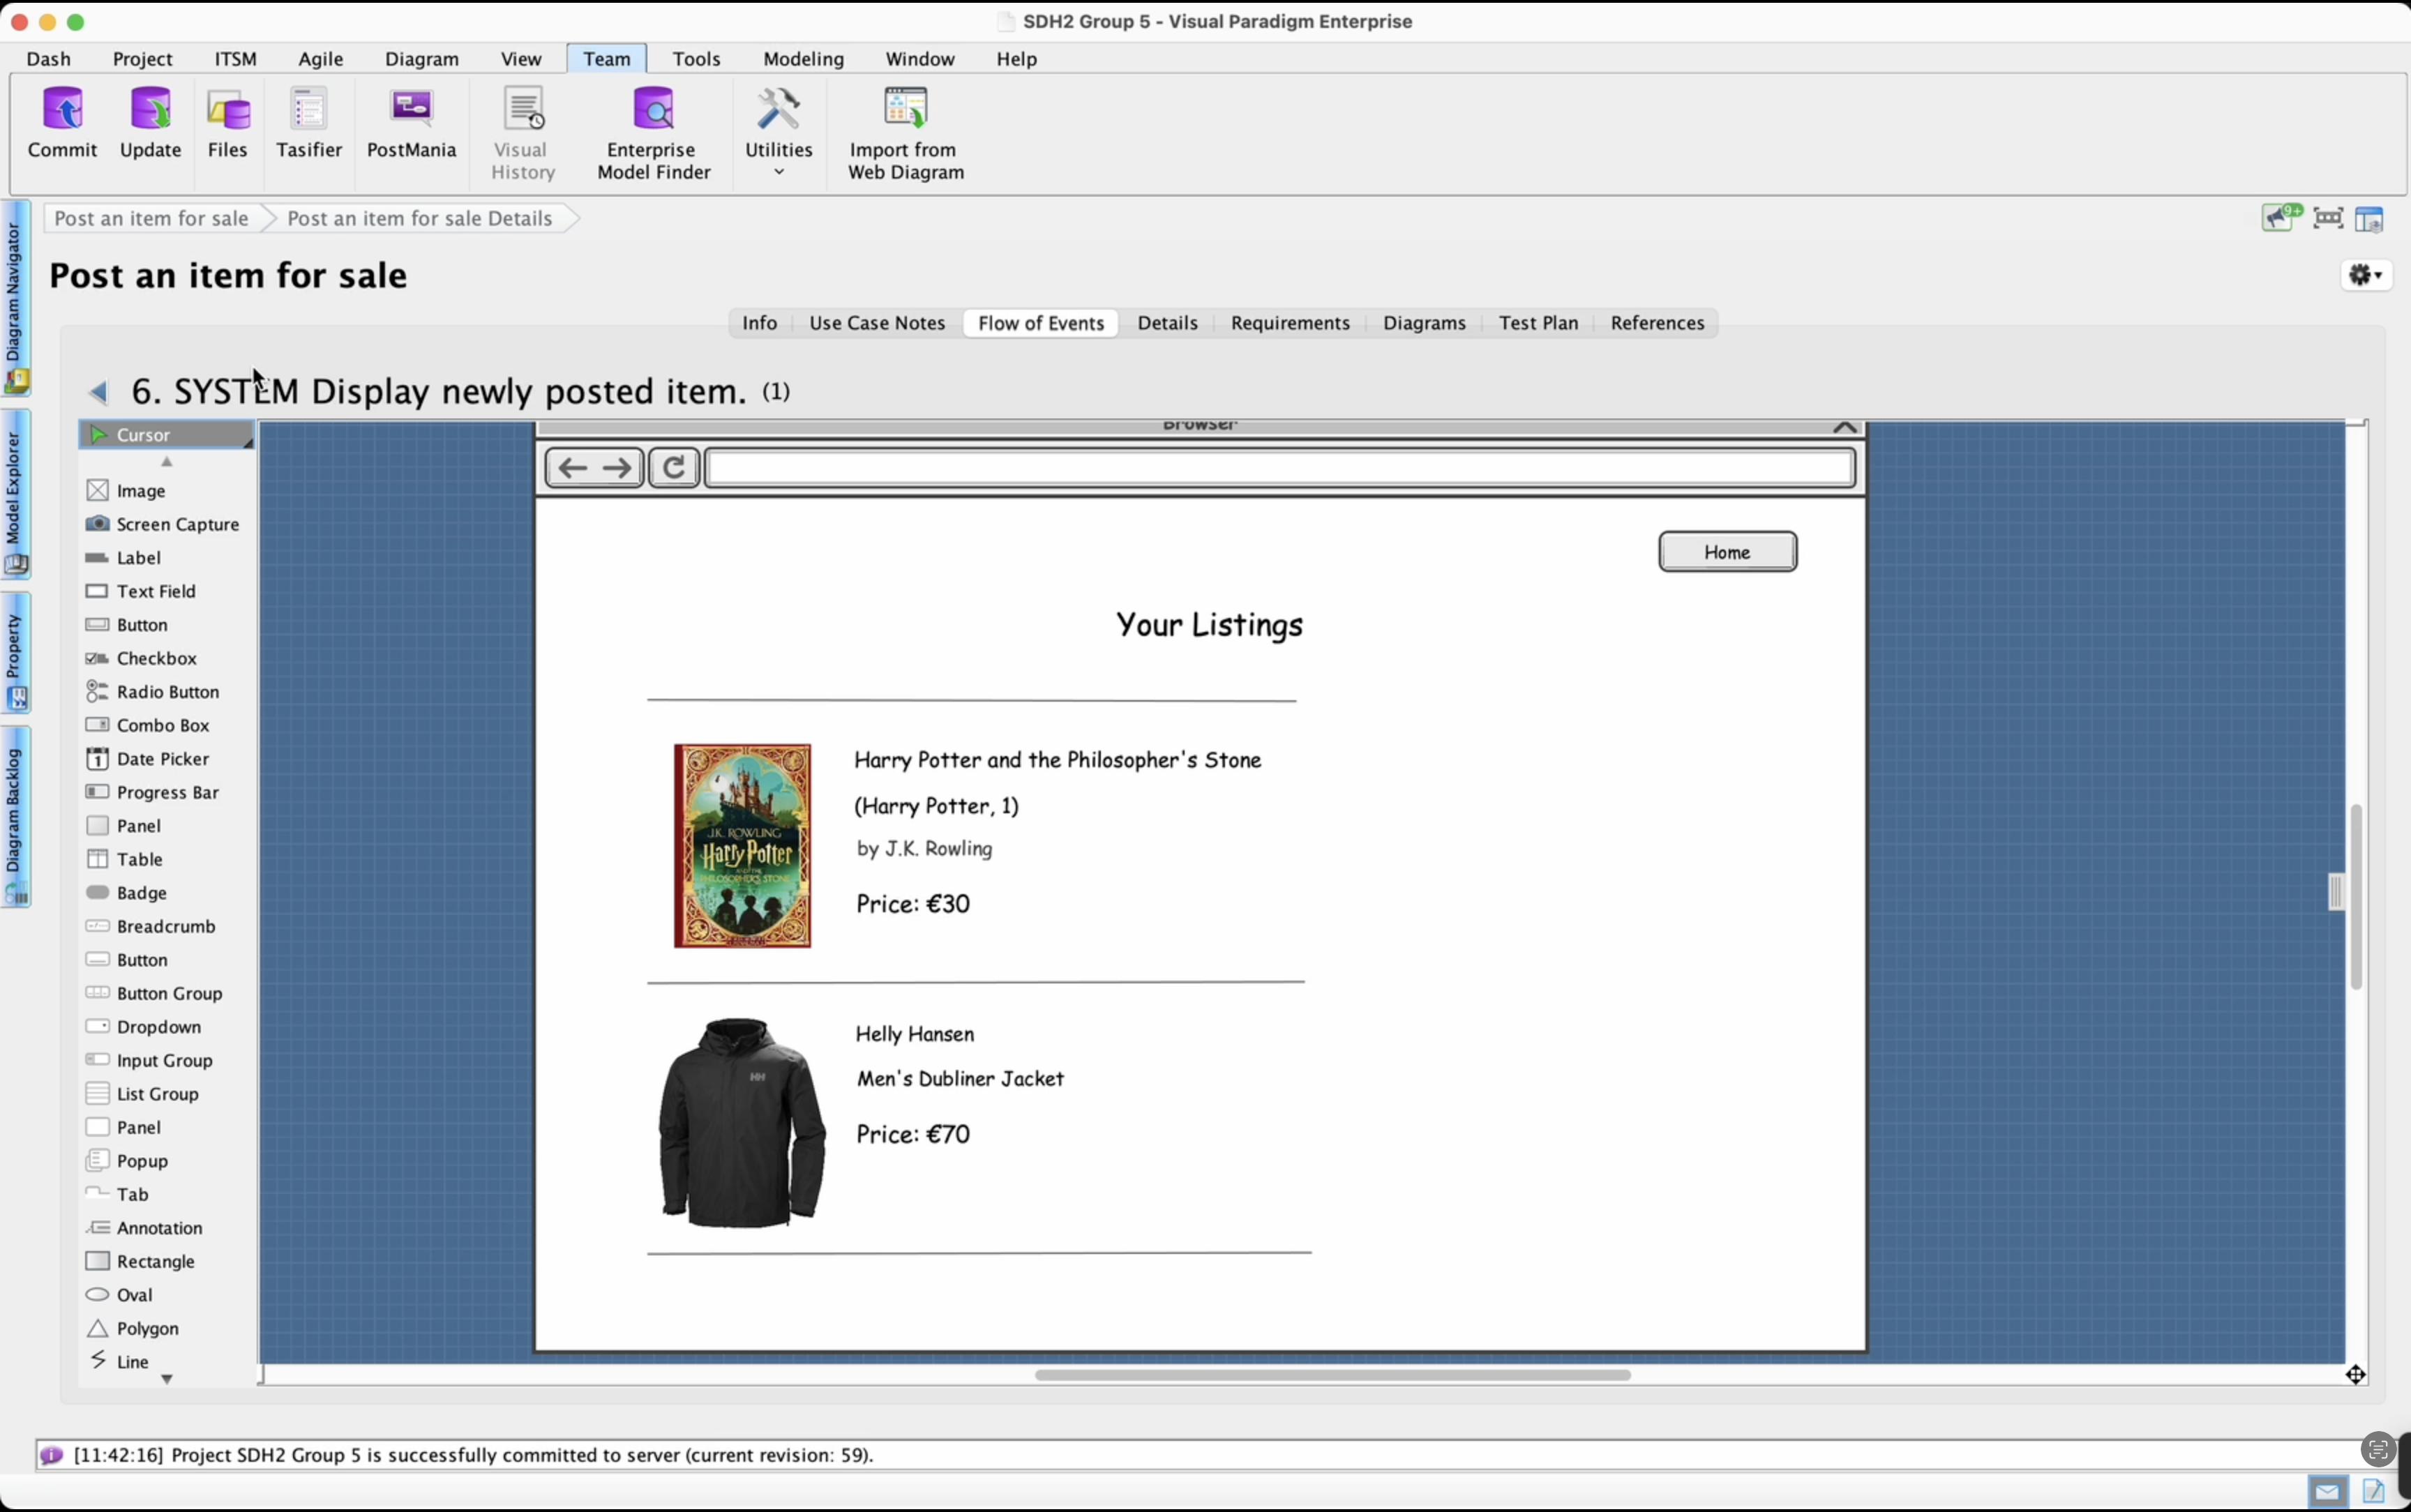 SDH2 Group 5 - Visual Paradigm Enterprise
Dash Project ITSM Agile Diagram View Team Tools Modeling Window Help
Commit Update Files Tasifier PostMania Visual History Enterprise Model Finder Utilities Import from Web Diagram
Post an item for sale Post an item for sale Details
9+
Post an item for sale
Info Use Case Notes Flow of Events Details Requirements Diagrams Test Plan References
Diagram Navigator
Model Explorer
Property
Diagram Backlog
6. SYSTEM Display newly posted item. (1)
Cursor
Image
Screen Capture
Label
Text Field
Button
Checkbox
Radio Button
Combo Box
Date Picker
Progress Bar
Panel
Table
Badge
Breadcrumb
Button
Button Group
Dropdown
Input Group
List Group
Panel
Popup
Tab
Annotation
Rectangle
Oval
Polygon
Line
Browser
Home
Your Listings
J.K. ROWLING
Harry Potter
AND THE
PHILOSOPHER'S STONE
Harry Potter and the Philosopher's Stone
(Harry Potter, 1)
by J.K. Rowling
Price: €30
HH
Helly Hansen
Men's Dubliner Jacket
Price: €70
[11:42:16] Project SDH2 Group 5 is successfully committed to server (current revision: 59).